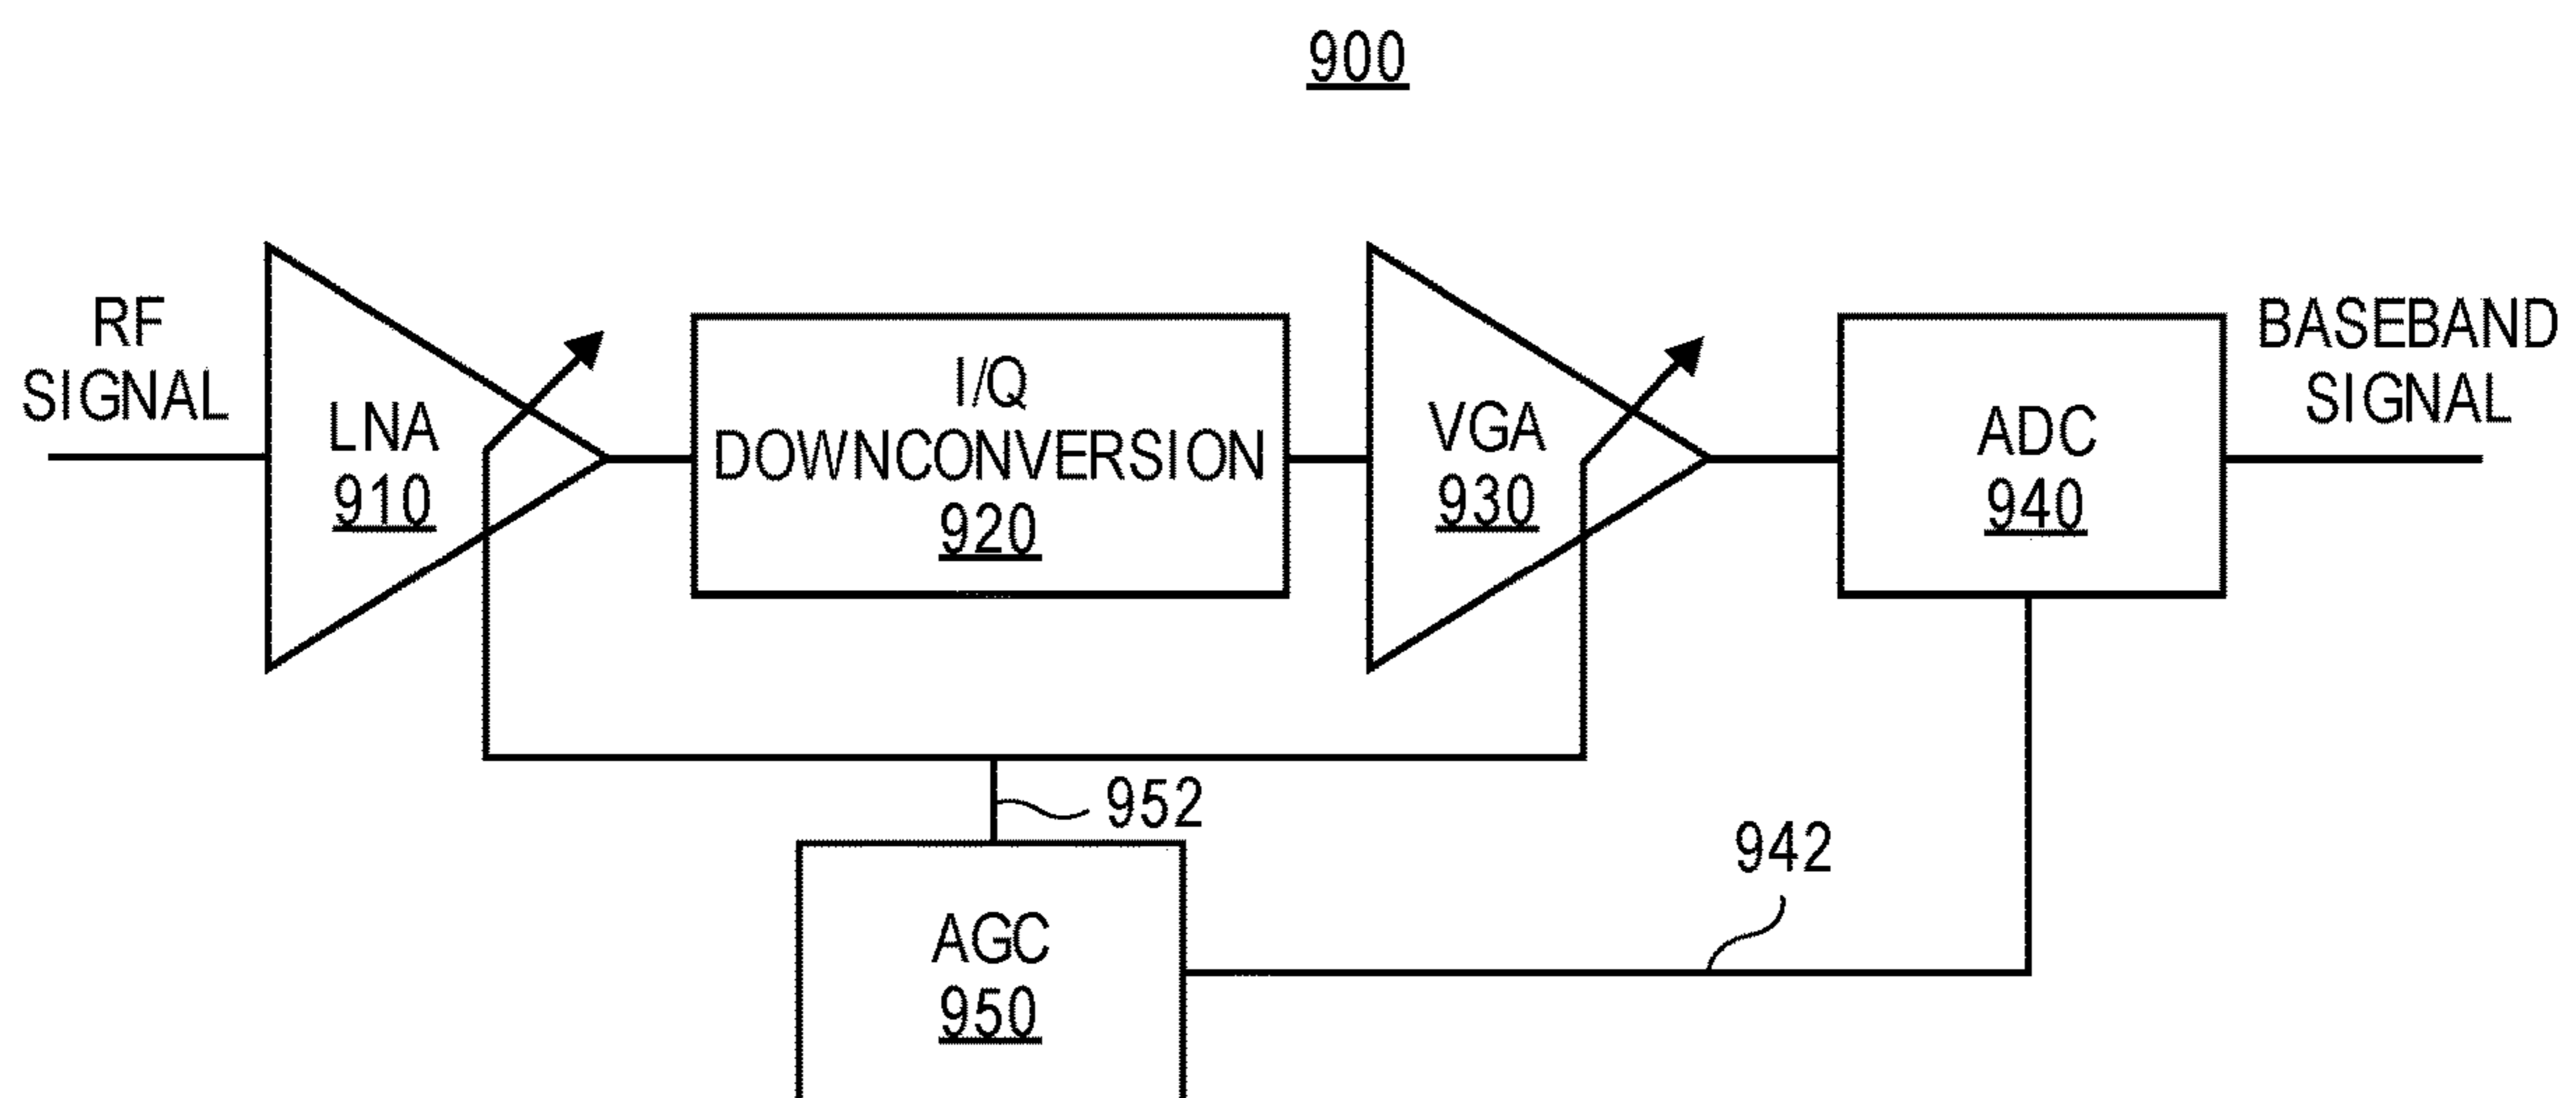 900
RF
SIGNAL
LNA
910
I/Q
DOWNCONVERSION
920
VGA
930
ADC
940
BASEBAND
SIGNAL
952
942
AGC
950